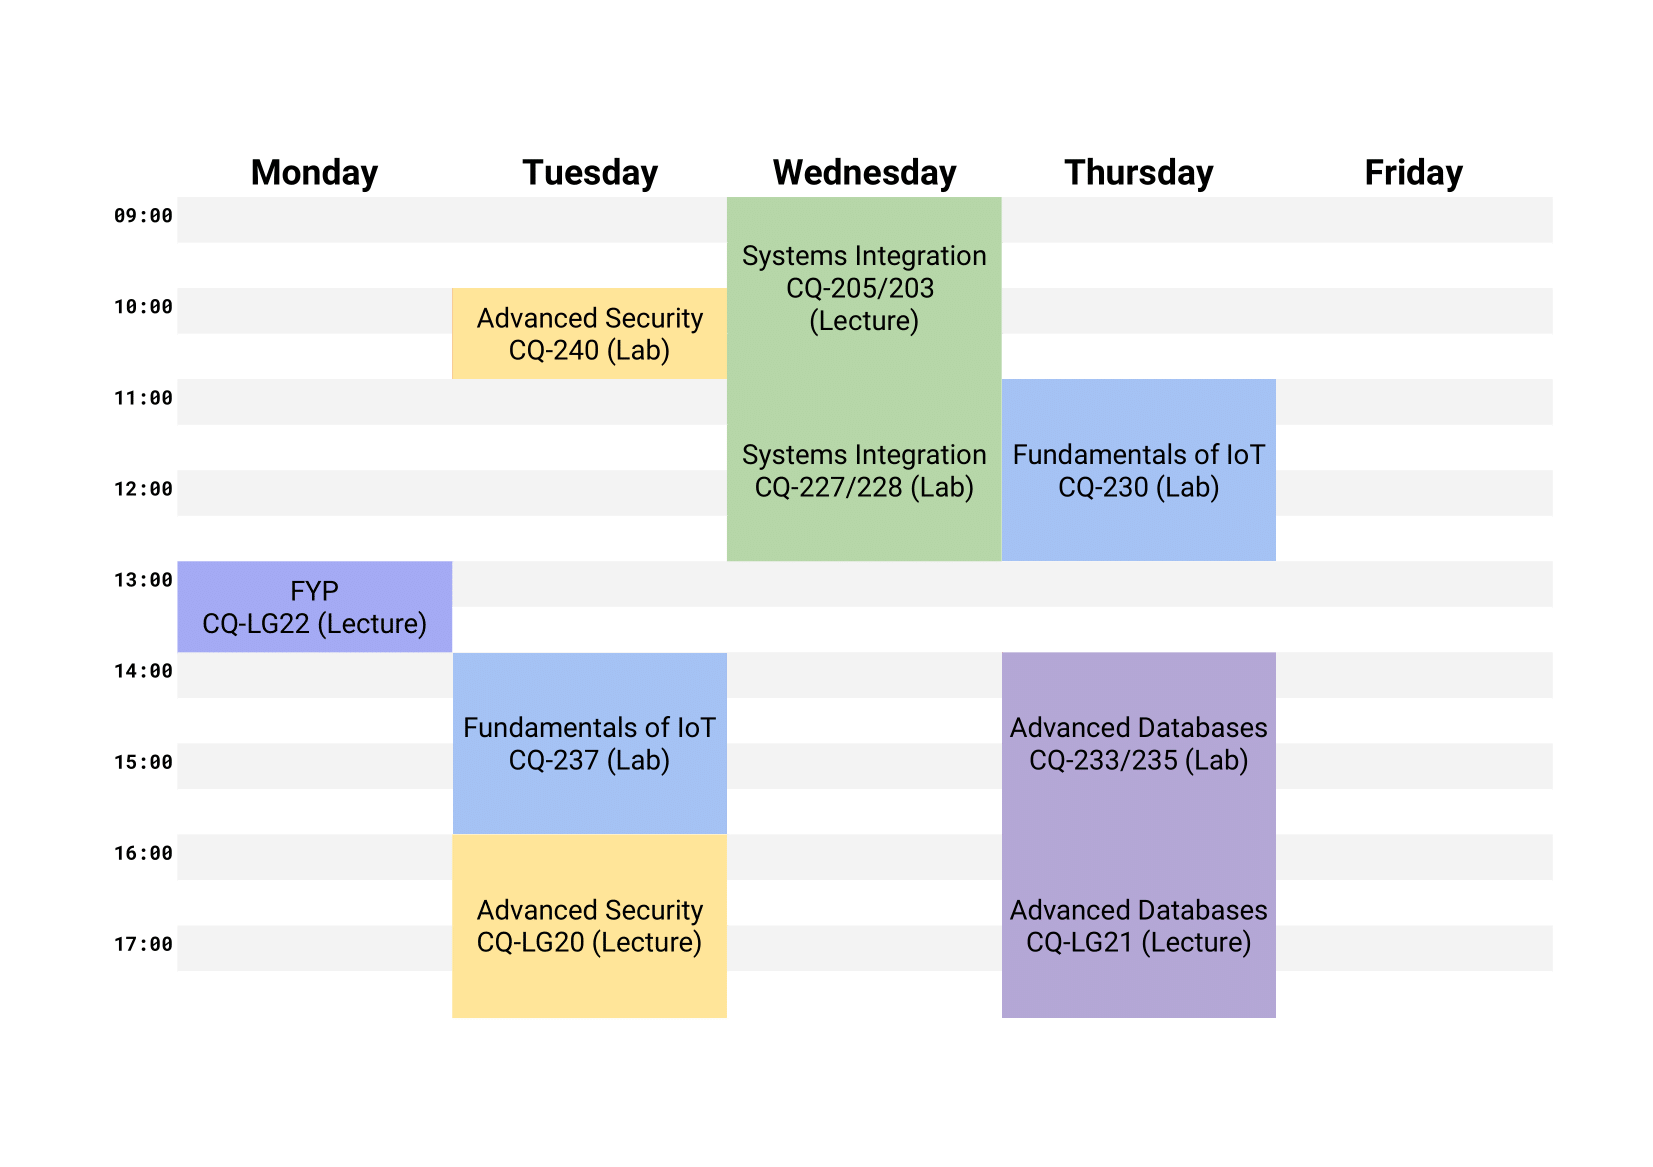 Monday
Tuesday
Wednesday
Thursday
Friday
09:00
Systems Integration
CQ-205/203
(Lecture)
10:00
Advanced Security
CQ-240 (Lab)
11:00
Systems Integration
CQ-227/228 (Lab)
Fundamentals of IoT
CQ-230 (Lab)
12:00
13:00
FYP
CQ-LG22 (Lecture)
14:00
Fundamentals of IoT
CQ-237 (Lab)
Advanced Databases
CQ-233/235 (Lab)
15:00
16:00
Advanced Security
CQ-LG20 (Lecture)
Advanced Databases
CQ-LG21 (Lecture)
17:00